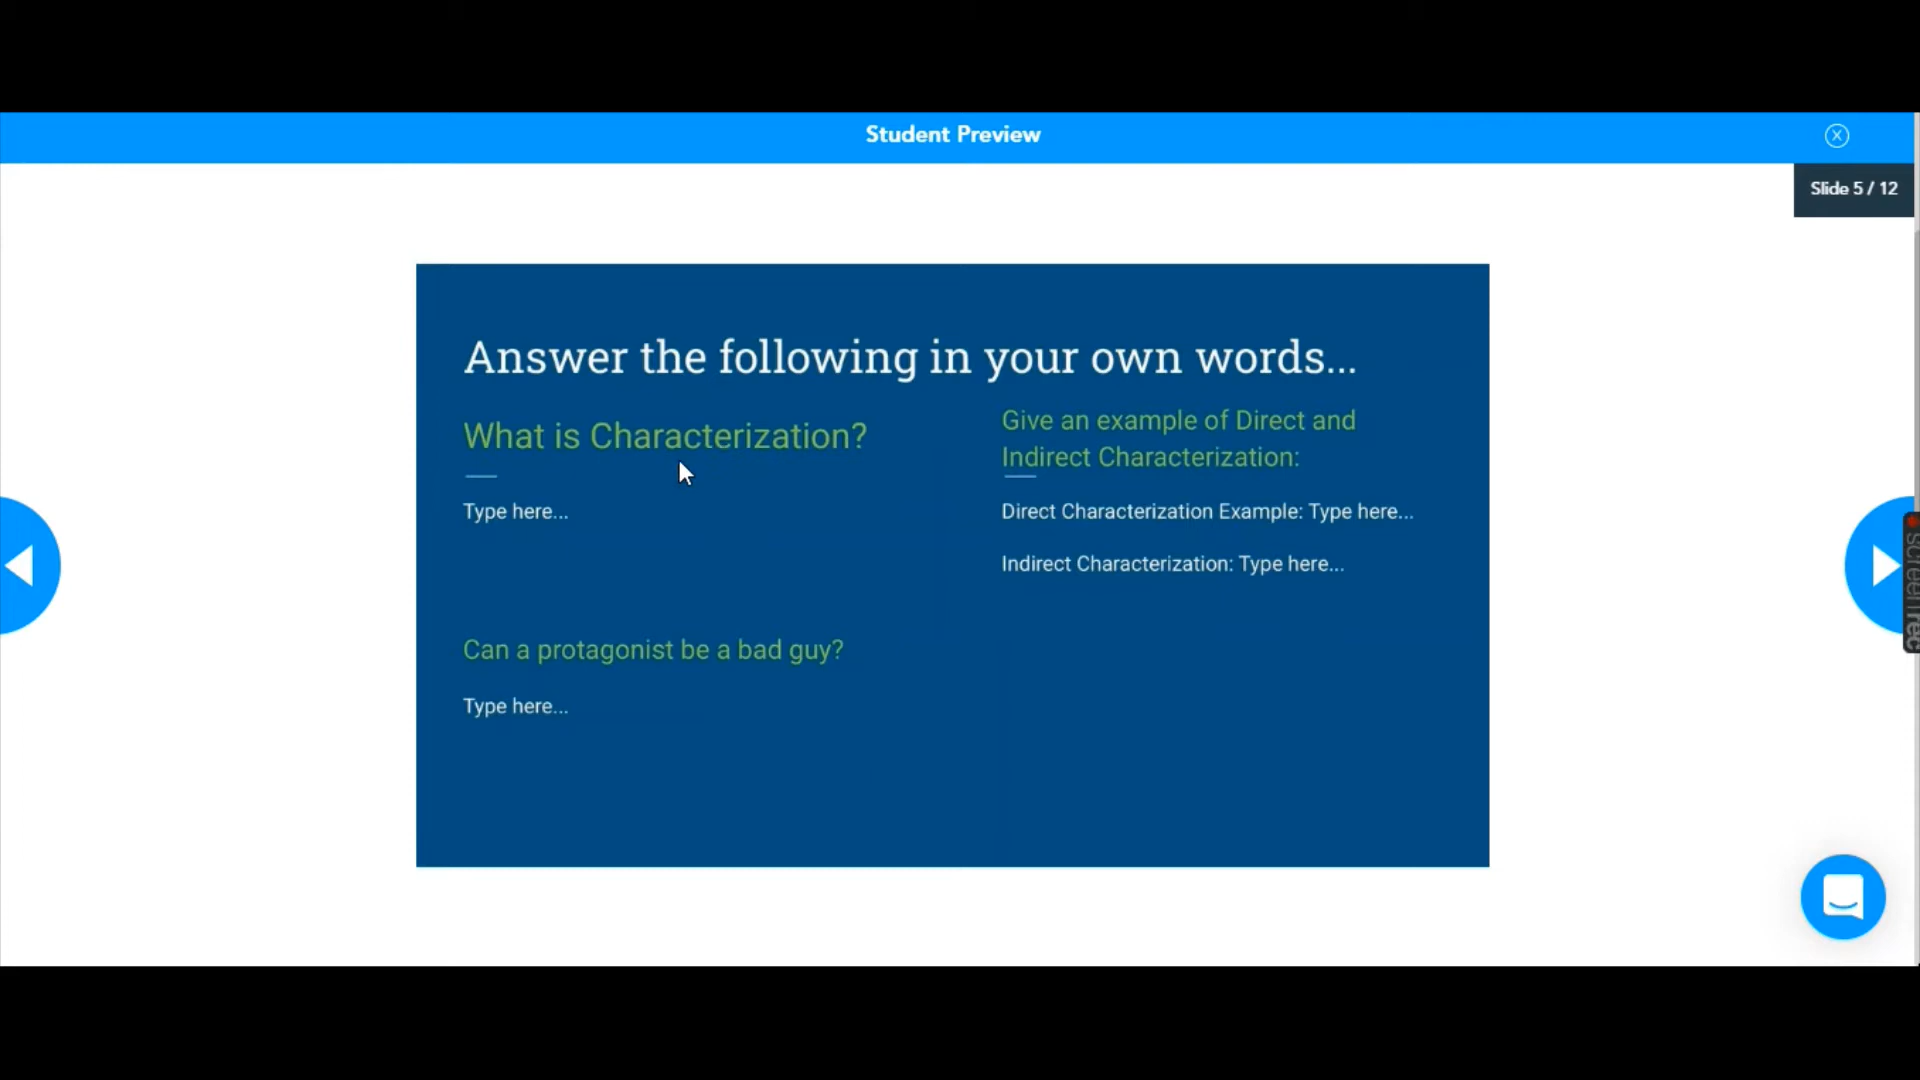 Student Preview
Slide 5 / 12
Answer the following in your own words...
What is Characterization?
Type here...
Give an example of Direct and
Indirect Characterization:
Direct Characterization Example: Type here...
Indirect Characterization: Type here...
Can a protagonist be a bad guy?
Type here...
screenrec